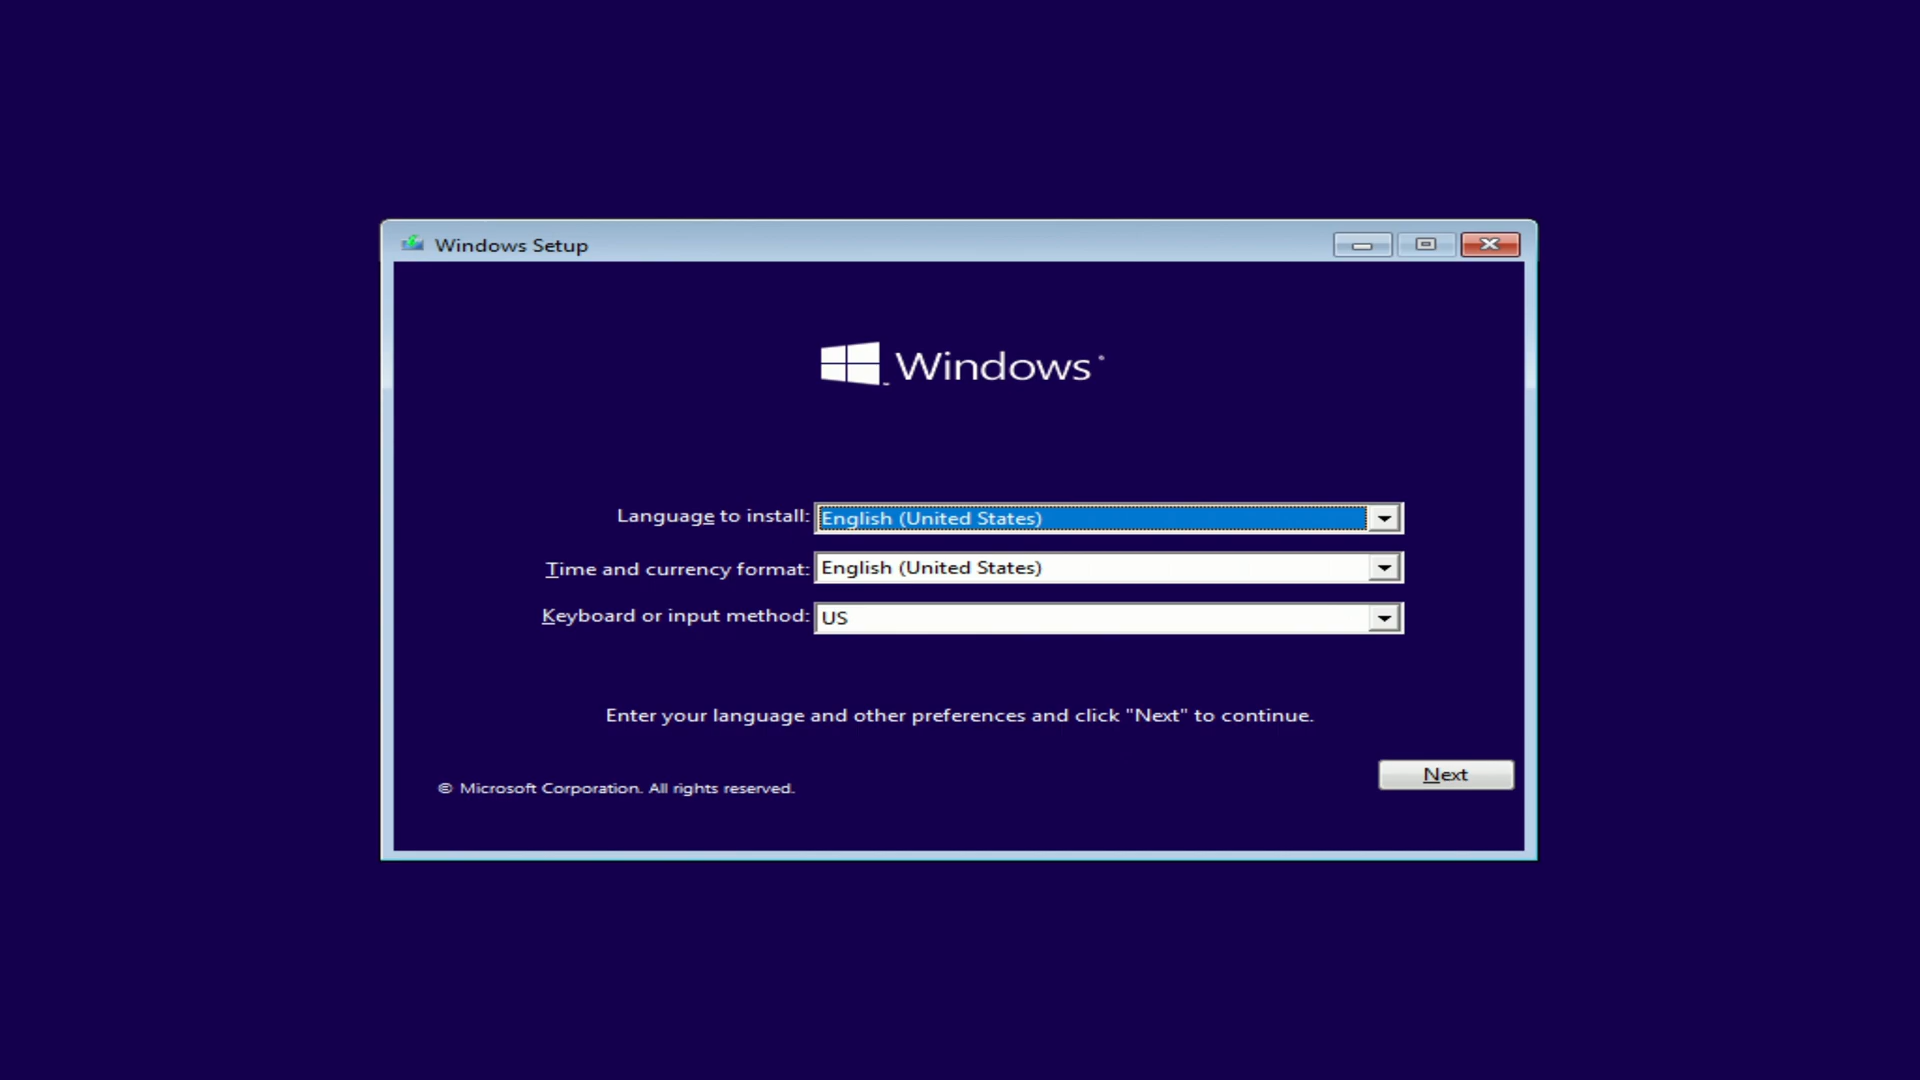 Windows Setup
Windows
Language to install: English (United States)
Time and currency format: English (United States)
Keyboard or input method: US
Enter your language and other preferences and click "Next" to continue.
Next
© Microsoft Corporation. All rights reserved.